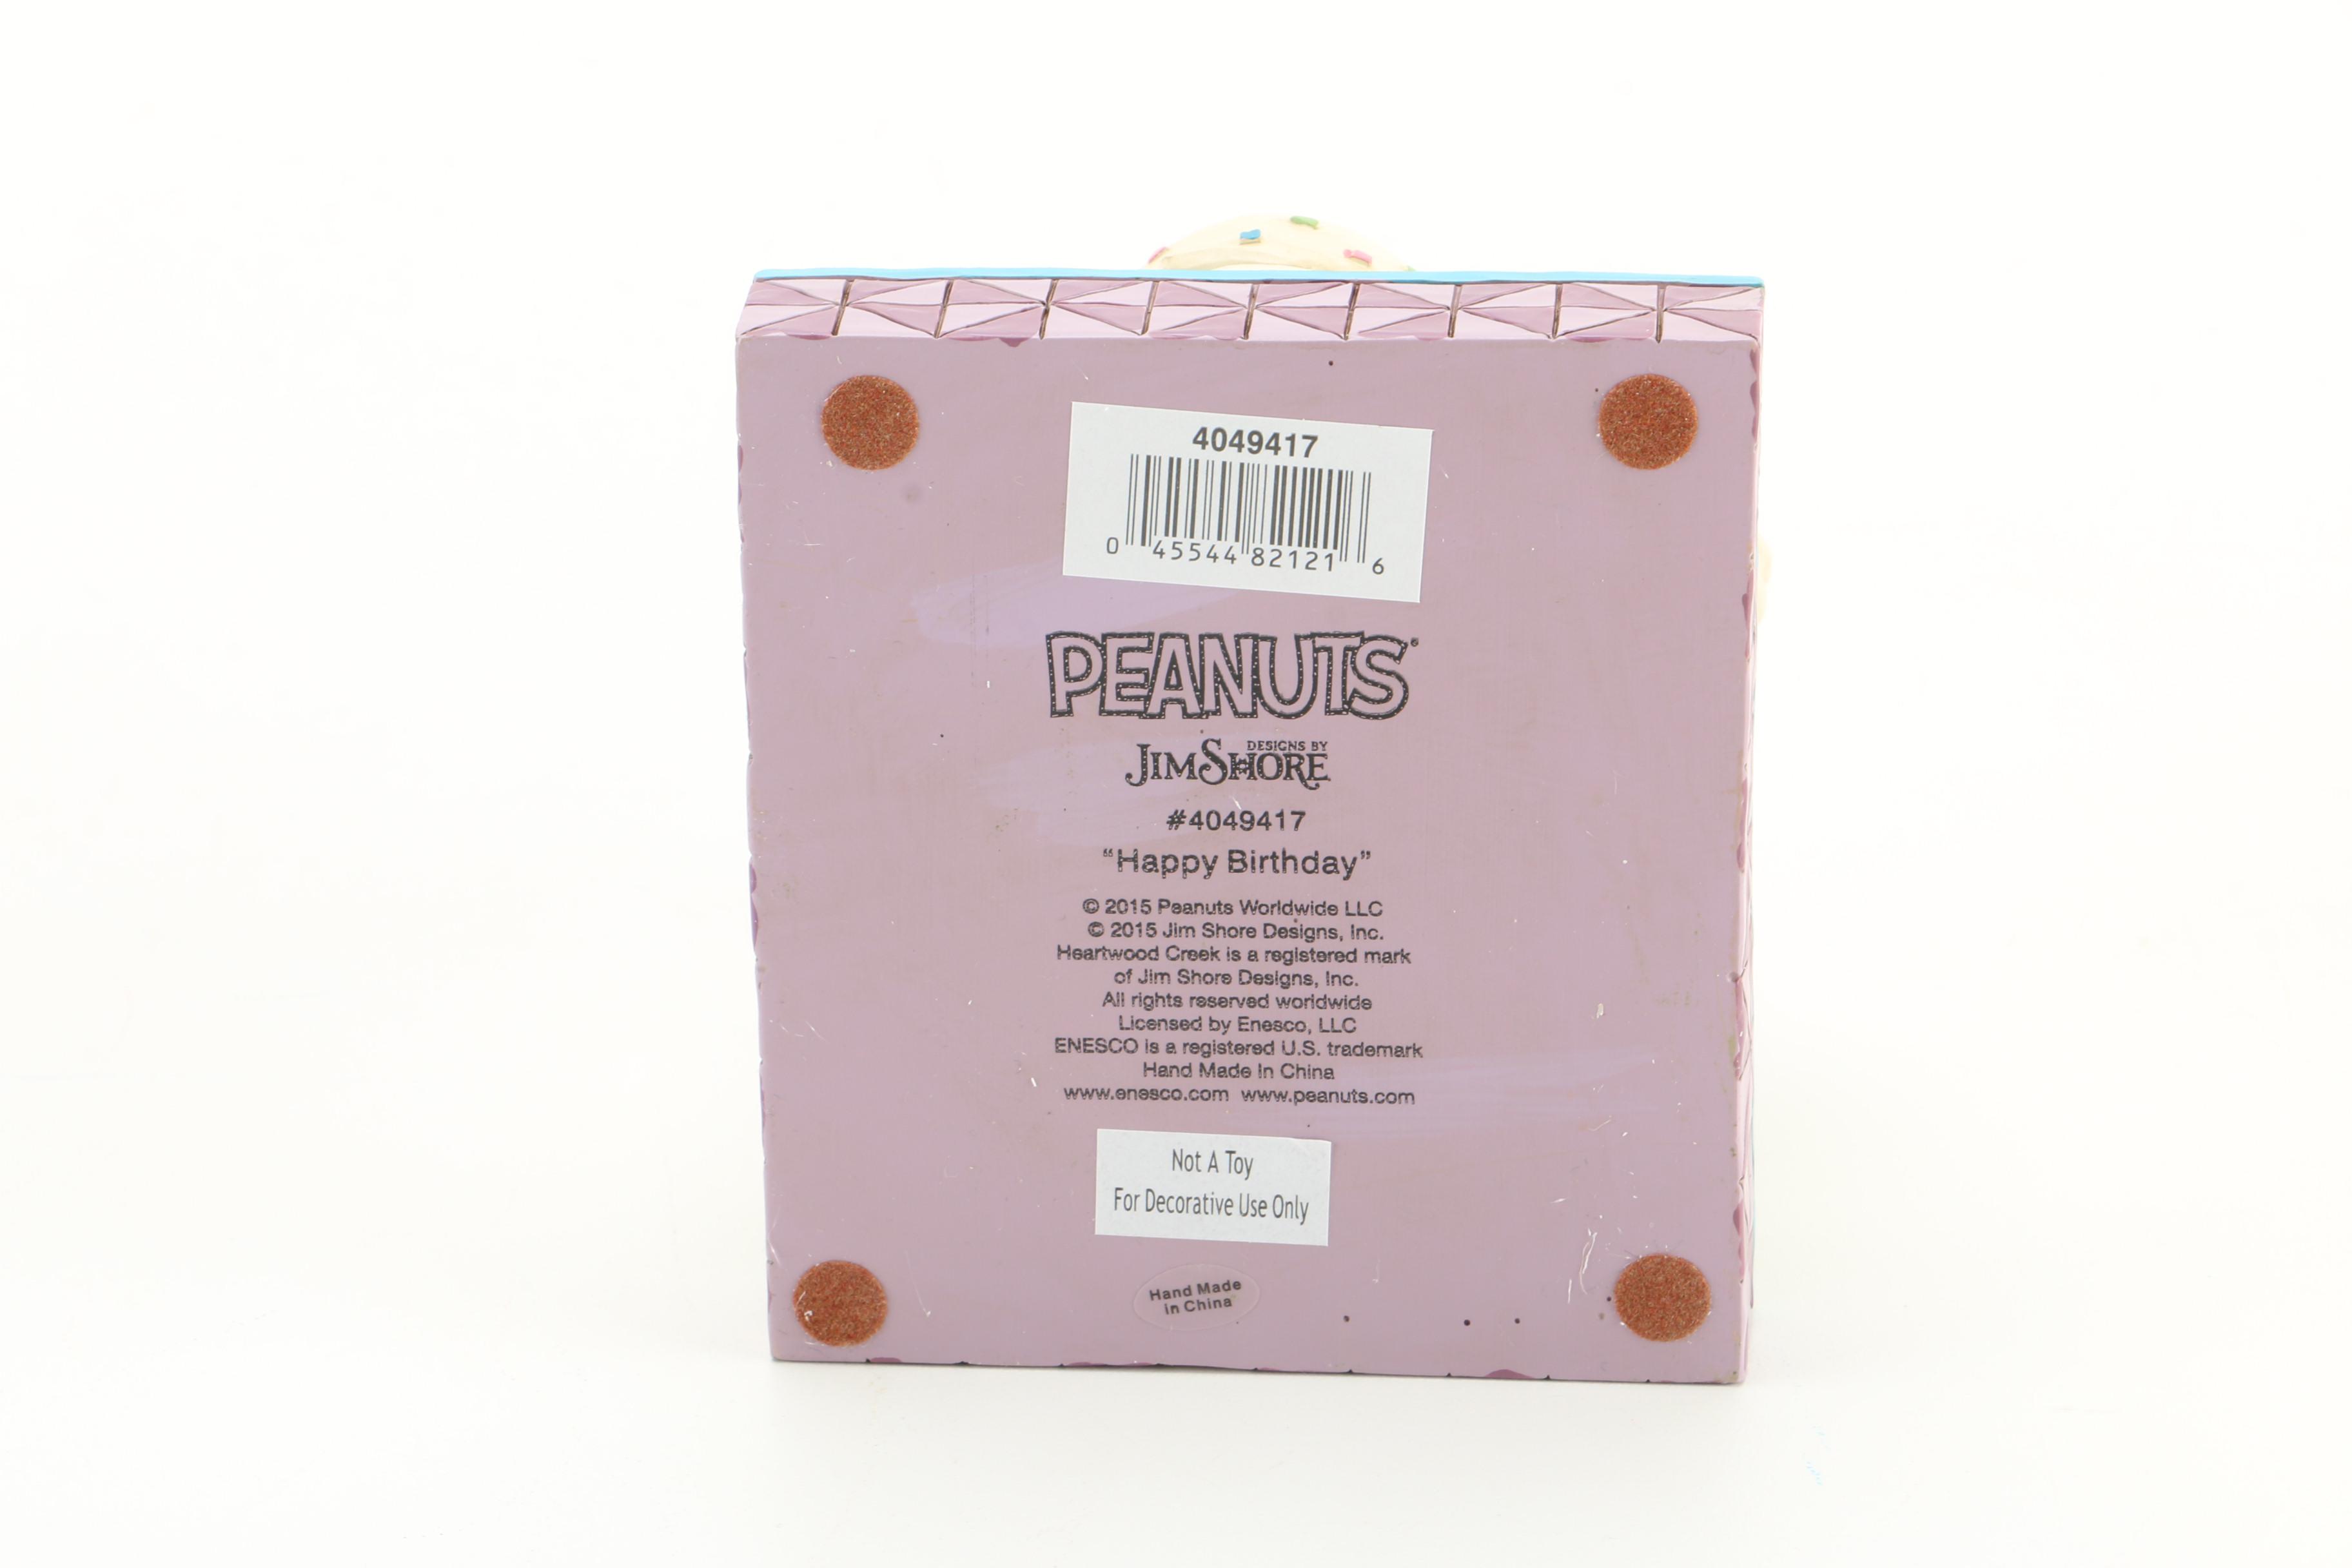 4049417
0 45544 82121 6
PEANUTS®
DESIGNS BY
JIM SHORE
#4049417
“Happy Birthday”
© 2015 Peanuts Worldwide LLC
© 2015 Jim Shore Designs, Inc.
Heartwood Creek is a registered mark
of Jim Shore Designs, Inc.
All rights reserved worldwide
Licensed by Enesco, LLC
ENESCO is a registered U.S. trademark
Hand Made in China
www.enesco.com www.peanuts.com
Not A Toy
For Decorative Use Only
Hand Made
in China